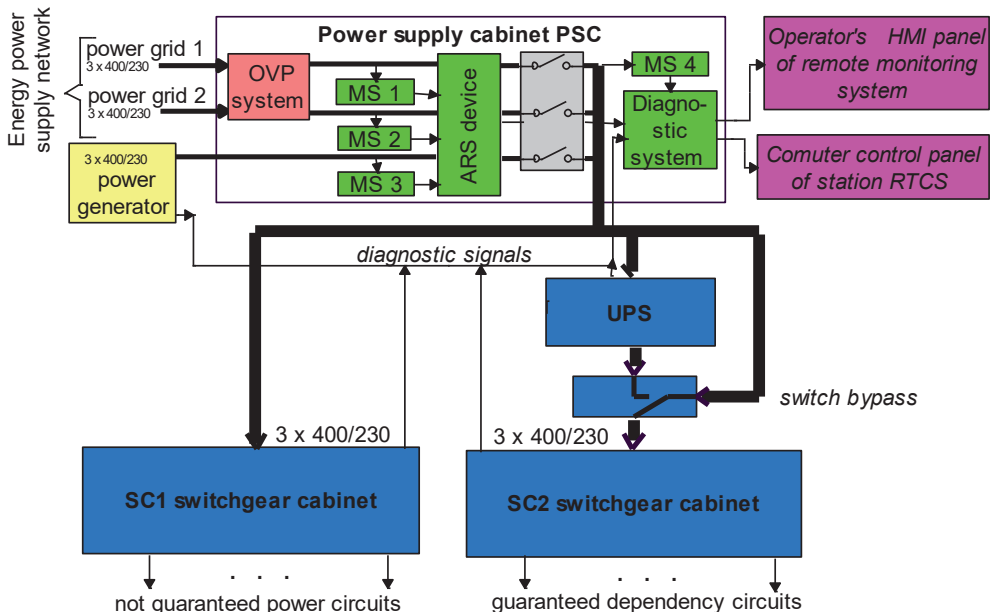 Energy power
supply network
power grid 1
3 x 400/230
power grid 2
3 x 400/230
3 x 400/230
power
generator
Power supply cabinet PSC
OVP
system
MS 1
MS 2
MS 3
ARS device
MS 4
Diagno-
stic
system
Operator's HMI panel
of remote monitoring
system
Comuter control panel
of station RTCS
diagnostic signals
UPS
switch bypass
3 x 400/230
3 x 400/230
SC1 switchgear cabinet
SC2 switchgear cabinet
. . .
. . .
not guaranteed power circuits
guaranteed dependency circuits